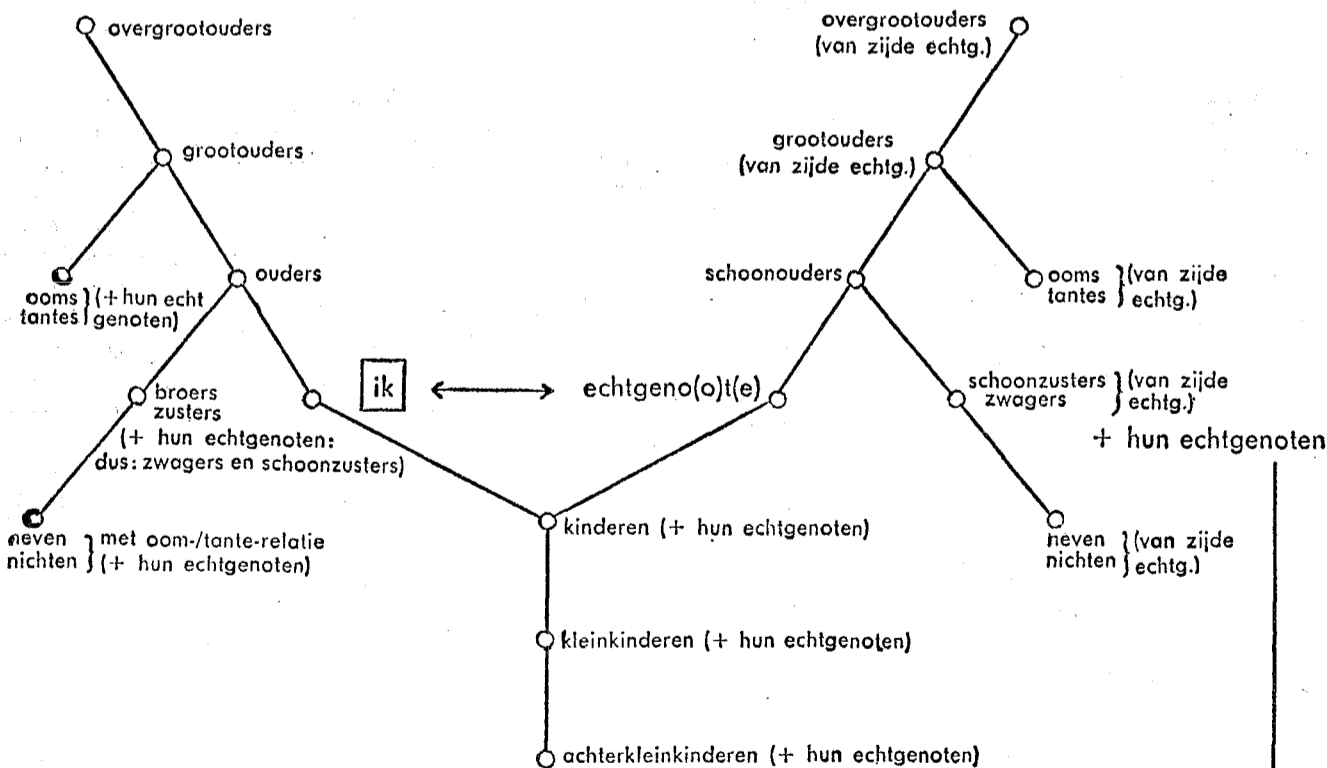 overgrootouders
overgrootouders
(van zijde echtg.)
grootouders
grootouders
(van zijde echtg.)
ouders
schoonouders
ooms } (+ hun echt
tantes } genoten)
ooms } (van zijde
tantes } echtg.)
ik
echtgeno(o)t(e)
broers
zusters
(+ hun echtgenoten:
dus: zwagers en schoonzusters)
schoonzusters } (van zijde
zwagers } echtg.)
+ hun echtgenoten
neven } met oom-/tante-relatie
nichten } (+ hun echtgenoten)
kinderen (+ hun echtgenoten)
neven } (van zijde
nichten } echtg.)
kleinkinderen (+ hun echtgenoten)
achterkleinkinderen (+ hun echtgenoten)